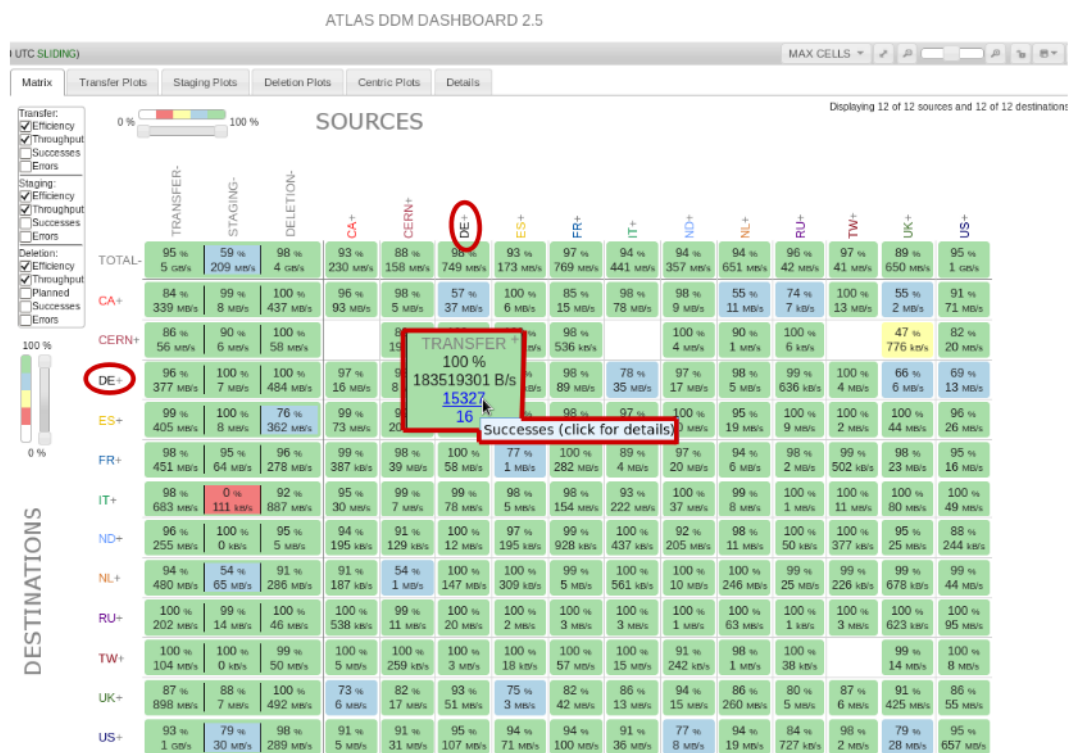 ATLAS DDM DASHBOARD 2.5
UTC SLIDING)
MAX CELLS
Matrix Transfer Plots Staging Plots Deletion Plots Centric Plots Details
Displaying 12 of 12 sources and 12 of 12 destinations
Transfer:
Efficiency
Throughput
Successes
Errors
Staging:
Efficiency
Throughput
Successes
Errors
Deletion:
Efficiency
Throughput
Planned
Successes
Errors
0 % 100 %
SOURCES
100 %
0 %
DESTINATIONS
TRANSFER- STAGING- DELETION- CA+ CERN+ DE+ ES+ FR+ IT+ ND+ NL+ RU+ TW+ UK+ US+
95 % 59 % 98 % 93 % 88 % 98 % 93 % 97 % 94 % 94 % 94 % 96 % 97 % 89 % 95 %
TOTAL-
5 GB/s 209 MB/s 4 GB/s 230 MB/s 158 MB/s 749 MB/s 173 MB/s 769 MB/s 441 MB/s 357 MB/s 651 MB/s 42 MB/s 41 MB/s 650 MB/s 1 GB/s
84 % 99 % 100 % 96 % 98 % 57 % 100 % 85 % 98 % 98 % 55 % 74 % 100 % 55 % 91 %
CA+
339 MB/s 8 MB/s 437 MB/s 93 MB/s 5 MB/s 37 MB/s 6 MB/s 15 MB/s 78 MB/s 9 MB/s 11 MB/s 7 kB/s 13 MB/s 2 MB/s 71 MB/s
86 % 90 % 100 % 98 % 100 % 90 % 100 % 47 % 82 %
CERN+
56 MB/s 6 MB/s 58 MB/s 536 kB/s 4 MB/s 1 MB/s 6 MB/s 776 kB/s 20 MB/s
96 % 100 % 100 % 97 % 98 % 78 % 97 % 98 % 99 % 100 % 66 % 69 %
DE+
377 MB/s 7 MB/s 484 MB/s 16 MB/s 89 MB/s 35 MB/s 17 MB/s 5 MB/s 636 kB/s 4 MB/s 6 MB/s 13 MB/s
TRANSFER +
100 %
183519301 B/s
15327
16
Successes (click for details)
99 % 100 % 76 % 99 % 98 % 97 % 95 % 100 % 100 % 100 % 96 %
ES+
405 MB/s 8 MB/s 362 MB/s 73 MB/s 19 MB/s 9 MB/s 2 MB/s 44 MB/s 26 MB/s
98 % 95 % 96 % 99 % 98 % 100 % 77 % 100 % 89 % 97 % 94 % 98 % 99 % 98 % 95 %
FR+
451 MB/s 64 MB/s 278 MB/s 387 kB/s 39 MB/s 58 MB/s 1 MB/s 282 MB/s 4 MB/s 20 MB/s 6 MB/s 2 MB/s 502 kB/s 23 MB/s 16 MB/s
98 % 0 % 92 % 95 % 99 % 99 % 98 % 98 % 93 % 100 % 99 % 100 % 100 % 100 % 100 %
IT+
683 MB/s 111 kB/s 887 MB/s 30 MB/s 7 MB/s 78 MB/s 5 MB/s 154 MB/s 222 MB/s 37 MB/s 8 MB/s 1 MB/s 11 MB/s 80 MB/s 49 MB/s
96 % 100 % 95 % 94 % 91 % 100 % 97 % 99 % 100 % 92 % 98 % 100 % 100 % 95 % 88 %
ND+
255 MB/s 0 kB/s 5 MB/s 195 kB/s 129 kB/s 12 MB/s 195 kB/s 928 kB/s 437 kB/s 205 MB/s 11 MB/s 50 kB/s 377 kB/s 25 MB/s 244 kB/s
94 % 54 % 91 % 91 % 54 % 100 % 100 % 99 % 100 % 100 % 100 % 99 % 99 % 99 % 99 %
NL+
480 MB/s 65 MB/s 286 MB/s 187 kB/s 1 MB/s 147 MB/s 309 kB/s 5 MB/s 561 kB/s 10 MB/s 246 MB/s 25 MB/s 226 kB/s 678 kB/s 44 MB/s
100 % 99 % 100 % 100 % 99 % 100 % 100 % 100 % 100 % 100 % 100 % 100 % 100 % 100 % 100 %
RU+
202 MB/s 14 MB/s 46 MB/s 538 kB/s 11 MB/s 20 MB/s 2 MB/s 3 MB/s 3 MB/s 1 MB/s 63 MB/s 1 kB/s 3 MB/s 623 kB/s 95 MB/s
100 % 100 % 99 % 100 % 100 % 100 % 100 % 100 % 100 % 91 % 98 % 100 % 99 % 100 %
TW+
104 MB/s 0 kB/s 50 MB/s 5 MB/s 259 kB/s 3 MB/s 18 kB/s 57 MB/s 15 MB/s 242 kB/s 1 MB/s 38 kB/s 14 MB/s 8 MB/s
87 % 88 % 100 % 73 % 82 % 93 % 75 % 82 % 86 % 94 % 86 % 80 % 87 % 91 % 86 %
UK+
898 MB/s 7 MB/s 492 MB/s 6 MB/s 17 MB/s 51 MB/s 3 MB/s 42 MB/s 13 MB/s 15 MB/s 260 MB/s 5 MB/s 6 MB/s 425 MB/s 55 MB/s
93 % 79 % 98 % 91 % 91 % 95 % 94 % 94 % 91 % 77 % 94 % 84 % 98 % 79 % 95 %
US+
1 GB/s 30 MB/s 289 MB/s 5 MB/s 31 MB/s 107 MB/s 71 MB/s 100 MB/s 36 MB/s 8 MB/s 19 MB/s 727 kB/s 2 MB/s 28 MB/s 657 MB/s